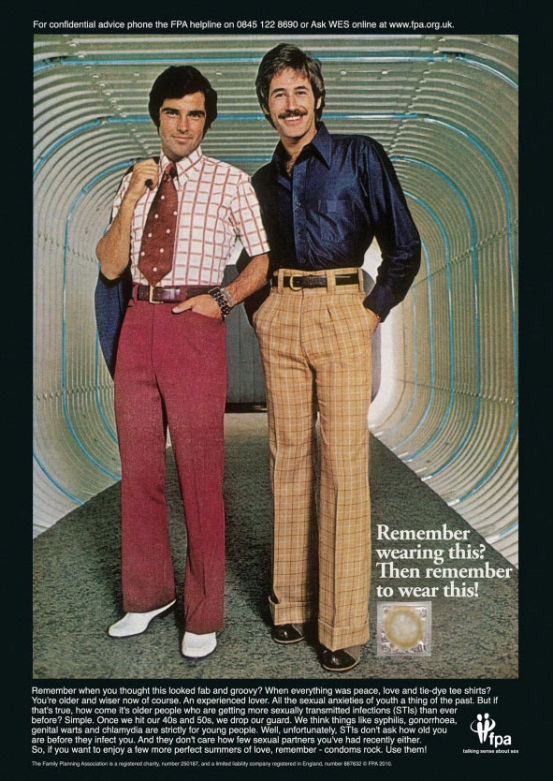 For confidential advice phone the FPA helpline on 0845 122 8690 or Ask WES online at www.fpa.org.uk.
Remember
wearing this?
Then remember
to wear this!
Remember when you thought this looked fab and groovy? When everything was peace, love and tie-dye tee shirts?
You're older and wiser now of course. An experienced lover. All the sexual anxieties of youth a thing of the past. But if
that's true, how come it's older people who are getting more sexually transmitted infections (STIs) than ever
before? Simple. Once we hit our 40s and 50s, we drop our guard. We think things like syphilis, gonorrhoea,
genital warts and chlamydia are strictly for young people. Well, unfortunately, STIs don't ask how old you
are before they infect you. And they don't care how few sexual partners you've had recently either.
So, if you want to enjoy a few more perfect summers of love, remember - condoms rock. Use them!
fpa
talking sense about sex
The Family Planning Association is a registered charity, number 250187, and a limited liability company registered in England, number 887632 © FPA 2010.